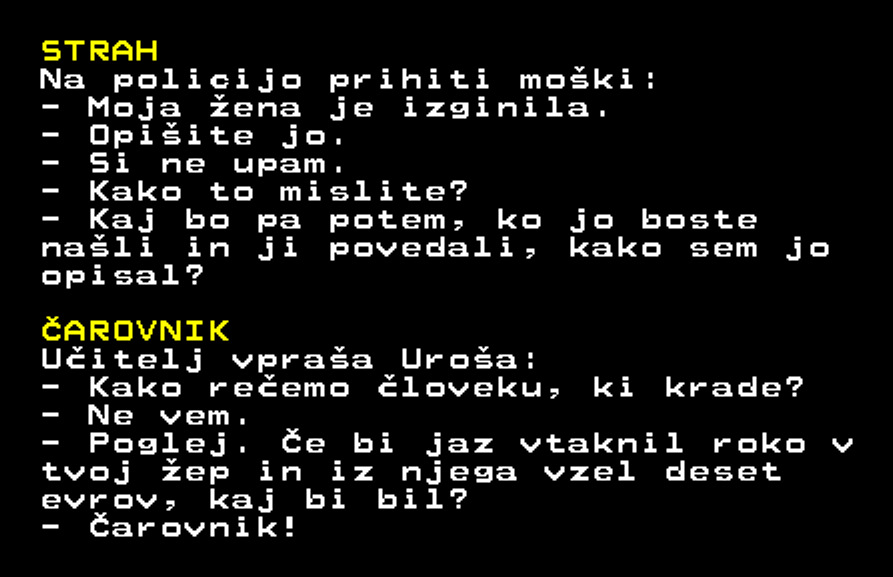 STRAH
Na policijo prihiti moški:
- Moja žena je izginila.
- Opišite jo.
- Si ne upam.
- Kako to mislite?
- Kaj bo pa potem, ko jo boste
našli in ji povedali, kako sem jo
opisal?
ČAROVNIK
Učitelj vpraša Uroša:
- Kako rečemo človeku, ki krade?
- Ne vem.
- Poglej. Če bi jaz vtaknil roko v
tvoj žep in iz njega vzel deset
evrov, kaj bi bil?
- Čarovnik!